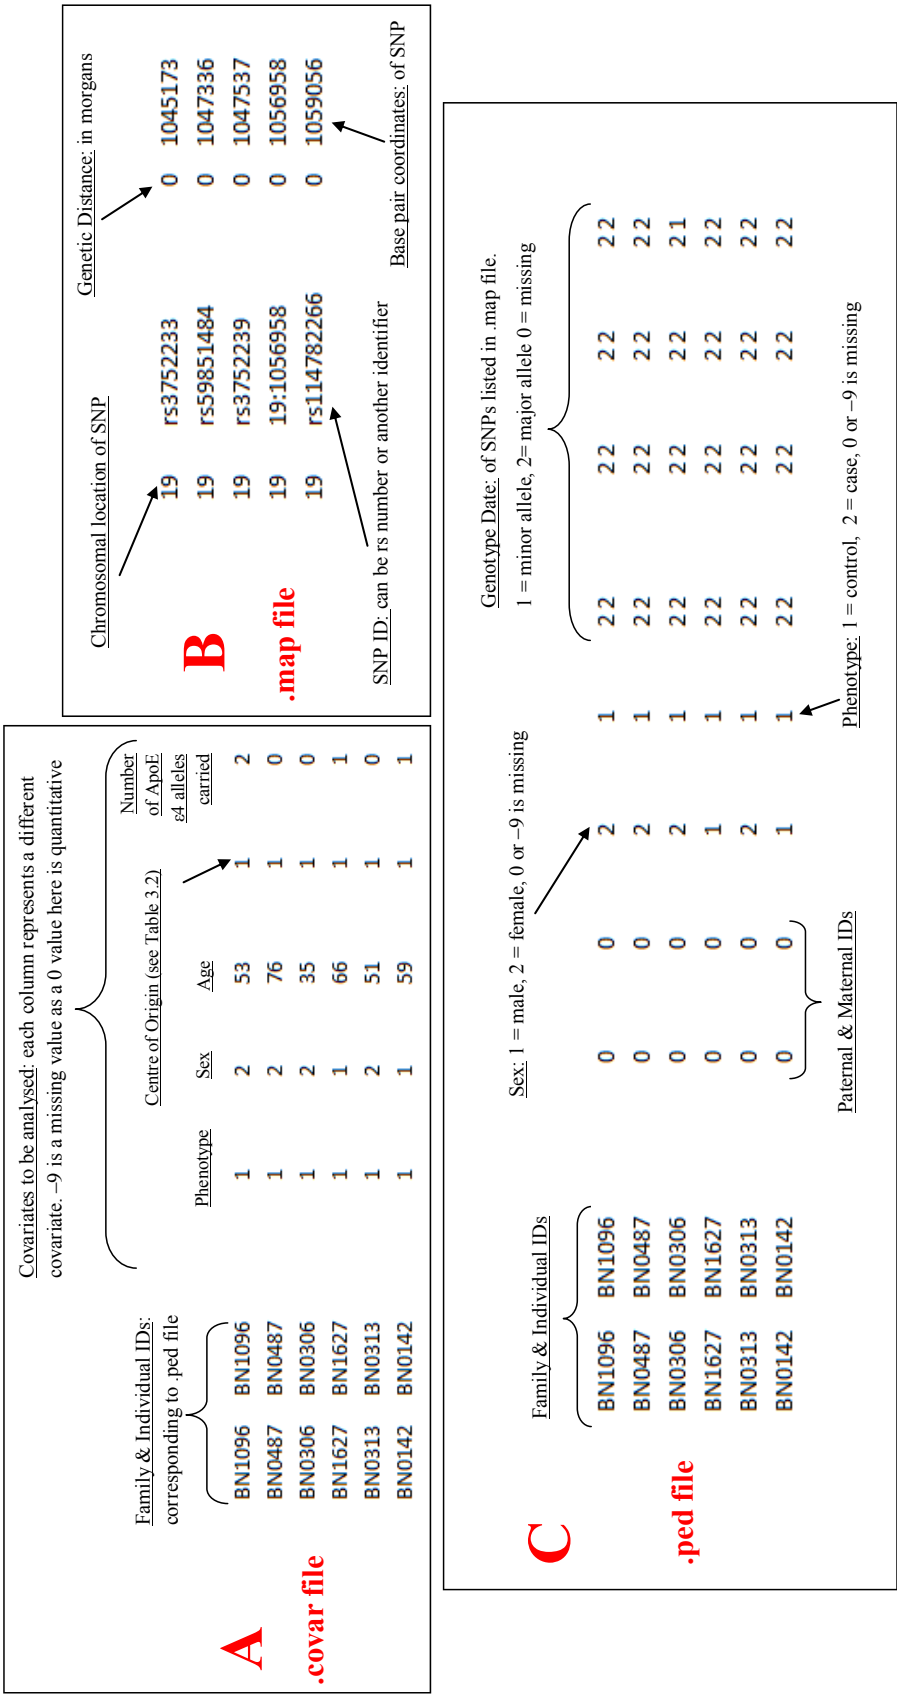 A
.covar file
Covariates to be analysed: each column represents a different
covariate. –9 is a missing value as a 0 value here is quantitative
Family & Individual IDs:
corresponding to .ped file
Centre of Origin (see Table 3.2)
Phenotype Sex Age Number
of ApoE
ε4 alleles
carried
BN1096 BN1096 1 2 53 1 2
BN0487 BN0487 1 2 76 1 0
BN0306 BN0306 1 2 35 1 0
BN1627 BN1627 1 1 66 1 1
BN0313 BN0313 1 2 51 1 0
BN0142 BN0142 1 1 59 1 1
B
.map file
Chromosomal location of SNP
Genetic Distance: in morgans
19 rs3752233 0 1045173
19 rs59851484 0 1047336
19 rs3752239 0 1047537
19 19:1056958 0 1056958
19 rs114782266 0 1059056
SNP ID: can be rs number or another identifier
Base pair coordinates: of SNP
C
.ped file
Family & Individual IDs
Sex: 1 = male, 2 = female, 0 or –9 is missing
Genotype Date: of SNPs listed in .map file.
1 = minor allele, 2= major allele 0 = missing
BN1096 BN1096 0 0 2 1 2 2 2 2 2 2 2 2
BN0487 BN0487 0 0 2 1 2 2 2 2 2 2 2 2
BN0306 BN0306 0 0 2 1 2 2 2 2 2 2 2 1
BN1627 BN1627 0 0 1 1 2 2 2 2 2 2 2 2
BN0313 BN0313 0 0 2 1 2 2 2 2 2 2 2 2
BN0142 BN0142 0 0 1 1 2 2 2 2 2 2 2 2
Paternal & Maternal IDs
Phenotype: 1 = control, 2 = case, 0 or –9 is missing